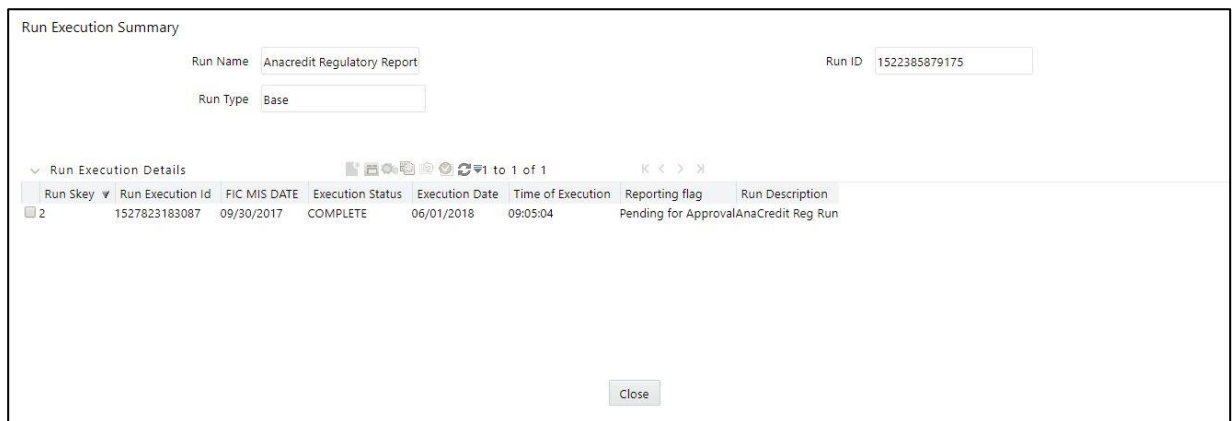 Run Execution Summary
Run Name Anacredit Regulatory Report Run ID 1522385879175
Run Type Base
Run Execution Details 1 to 1 of 1
Run Skey Run Execution Id FIC MIS DATE Execution Status Execution Date Time of Execution Reporting flag Run Description
2 1527823183087 09/30/2017 COMPLETE 06/01/2018 09:05:04 Pending for Approval AnaCredit Reg Run
Close